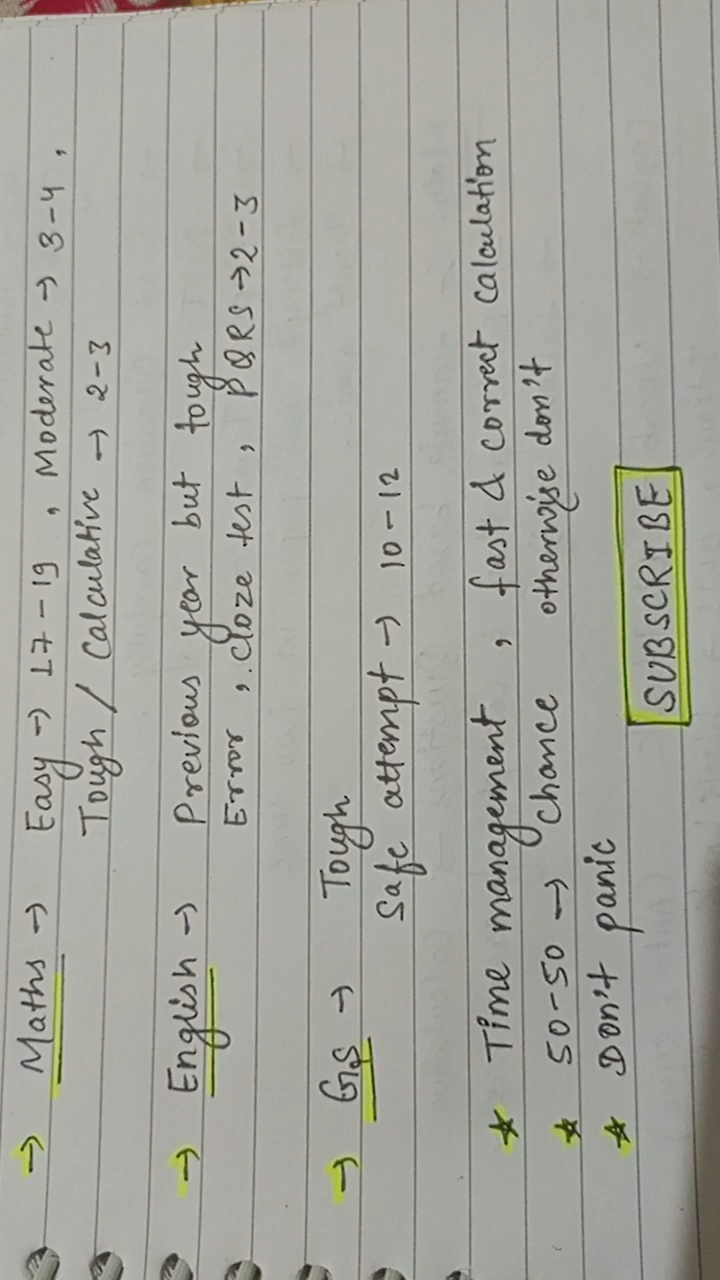 → Maths → Easy → 17-19 , Moderate → 3-4 ,
Tough / Calculative → 2-3
→ English → Previous year but tough
Error , cloze test , PQRS → 2-3
→ GS → Tough
Safe attempt → 10-12
★ Time management , fast & correct calculation
★ 50-50 → chance otherwise don't
★ Don't panic
SUBSCRIBE